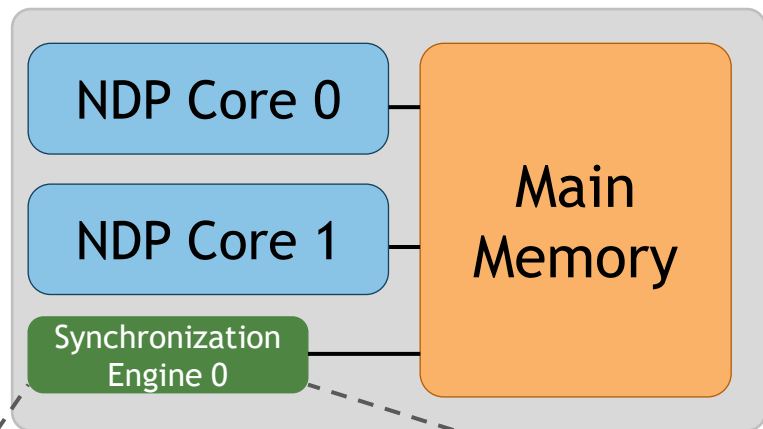 NDP Core 0
NDP Core 1
Synchronization
Engine 0
Main
Memory